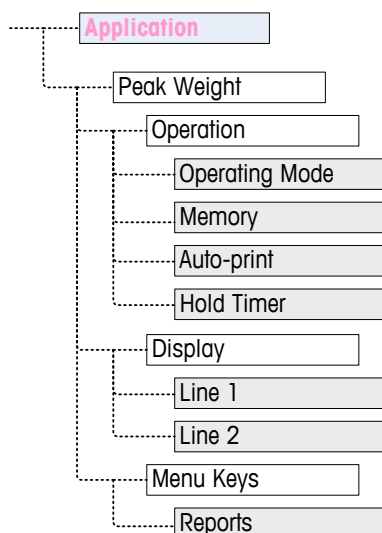 Application
Peak Weight
Operation
Operating Mode
Memory
Auto-print
Hold Timer
Display
Line 1
Line 2
Menu Keys
Reports